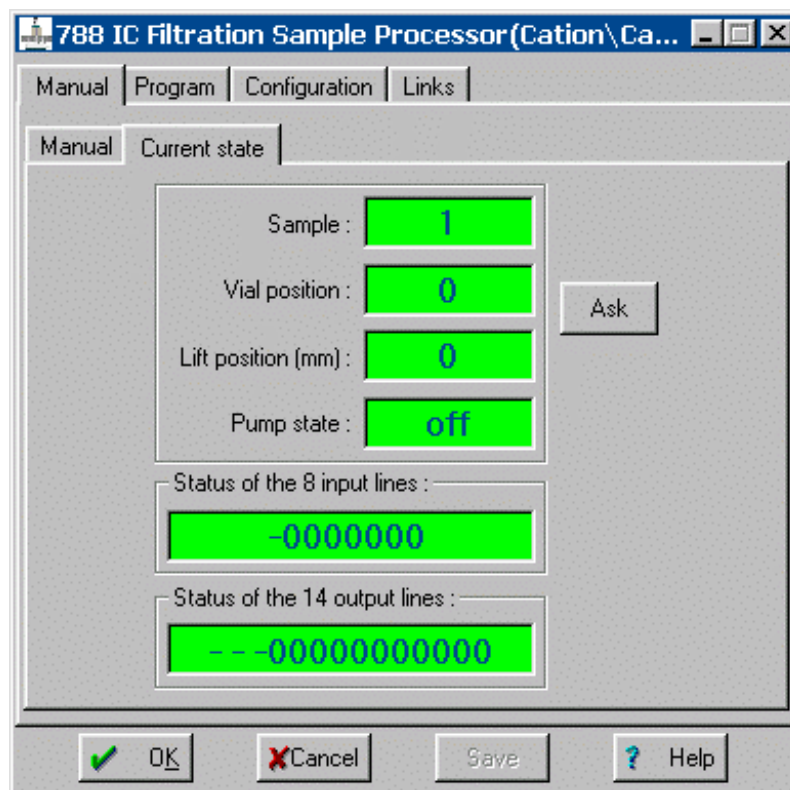 788 IC Filtration Sample Processor(Cation\Ca...
Manual Program Configuration Links
Manual Current state
Sample : 1
Vial position : 0
Ask
Lift position (mm) : 0
Pump state : off
Status of the 8 input lines :
-0000000
Status of the 14 output lines :
- - -00000000000
OK Cancel Save ? Help